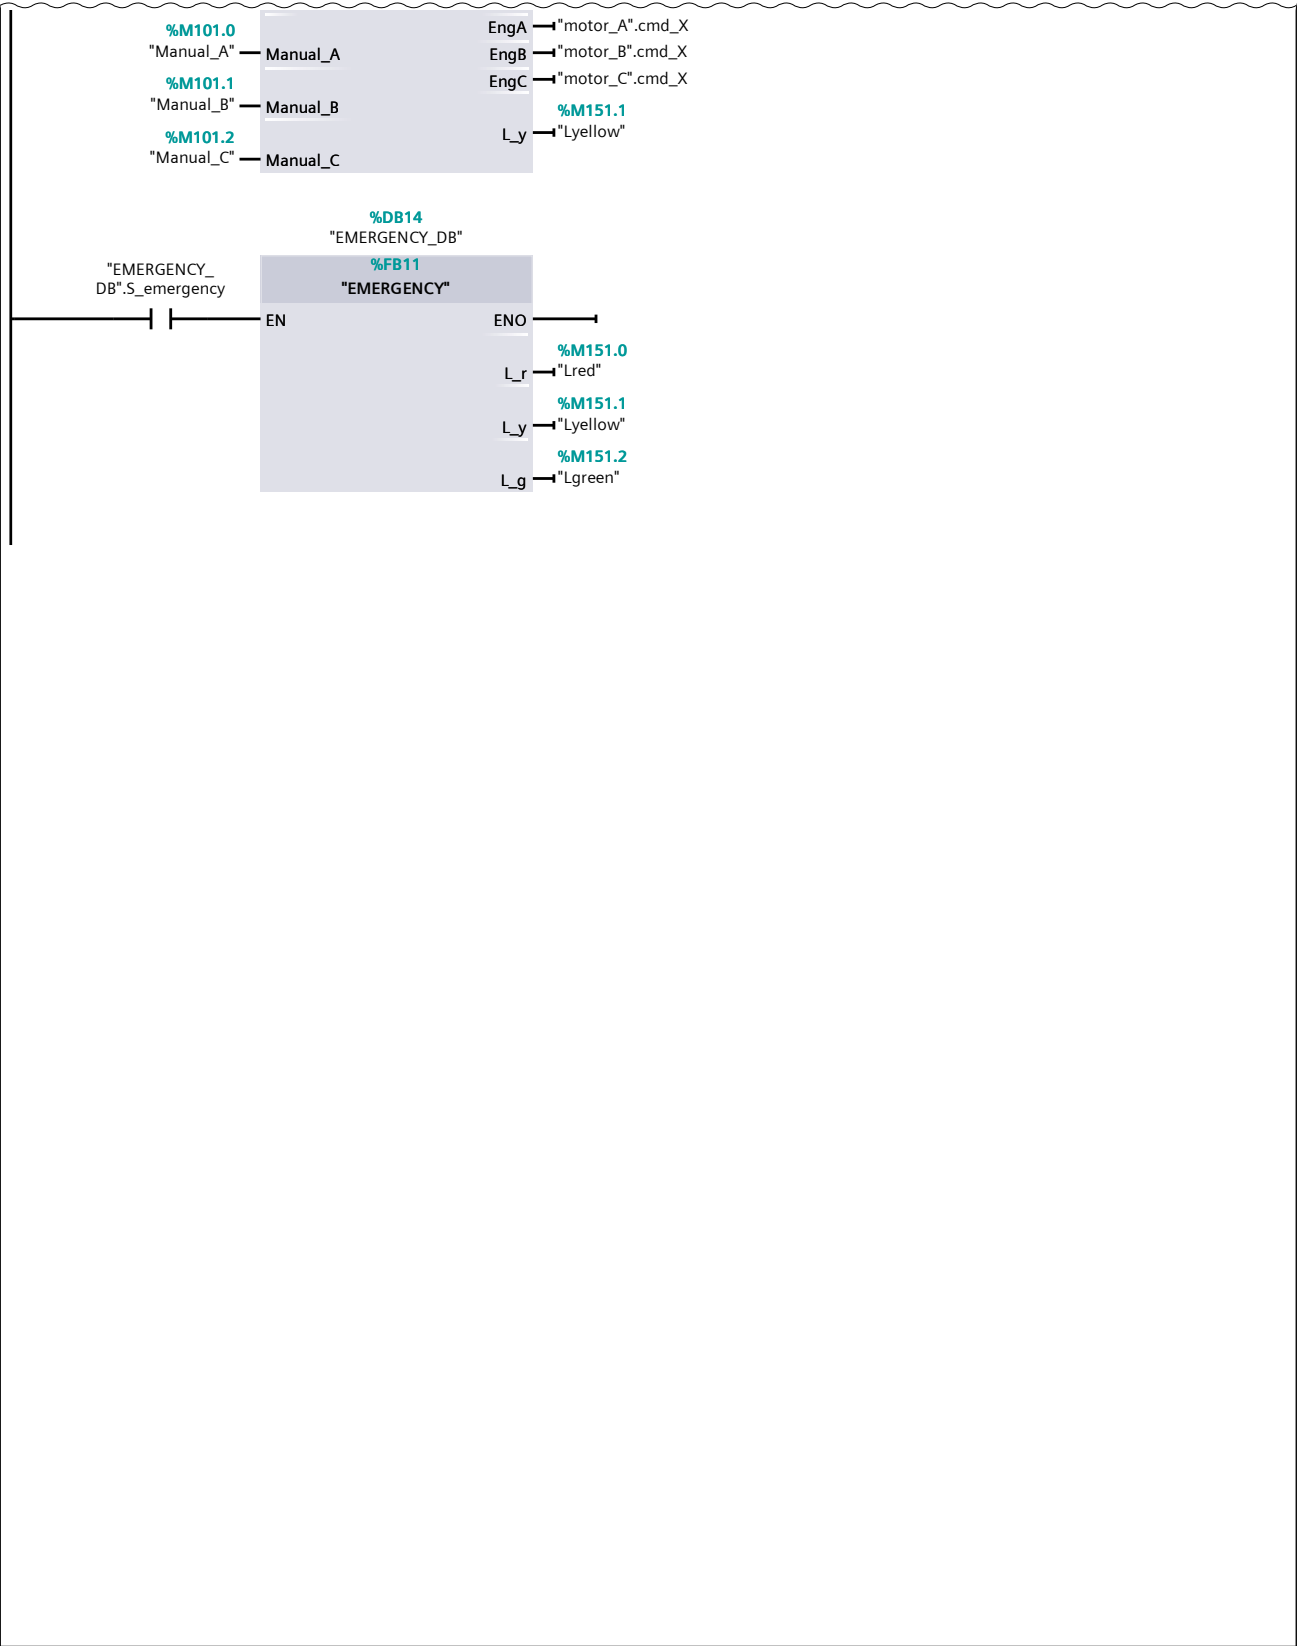 EngA "motor_A".cmd_X
%M101.0
"Manual_A" Manual_A EngB "motor_B".cmd_X
EngC "motor_C".cmd_X
%M101.1
"Manual_B" Manual_B
%M151.1
L_y "Lyellow"
%M101.2
"Manual_C" Manual_C
%DB14
"EMERGENCY_DB"
%FB11
"EMERGENCY"
"EMERGENCY_
DB".S_emergency
EN ENO
%M151.0
L_r "Lred"
%M151.1
L_y "Lyellow"
%M151.2
L_g "Lgreen"